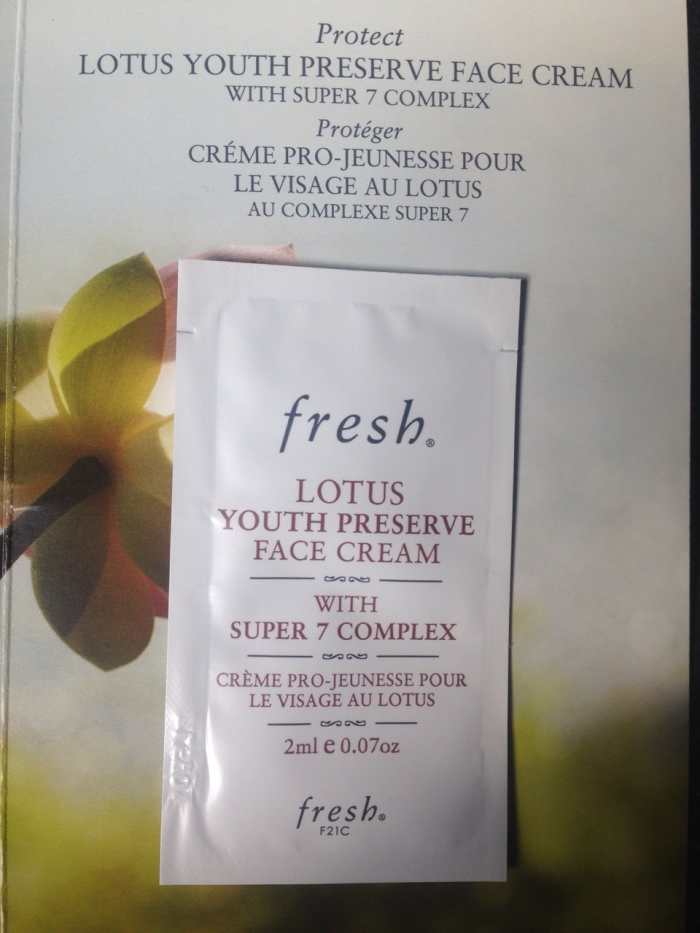 Protect
LOTUS YOUTH PRESERVE FACE CREAM
WITH SUPER 7 COMPLEX
Protéger
CRÉME PRO-JEUNESSE POUR
LE VISAGE AU LOTUS
AU COMPLEXE SUPER 7
fresh®
LOTUS
YOUTH PRESERVE
FACE CREAM
WITH
SUPER 7 COMPLEX
CRÈME PRO-JEUNESSE POUR
LE VISAGE AU LOTUS
2ml e 0.07oz
fresh®
F21C